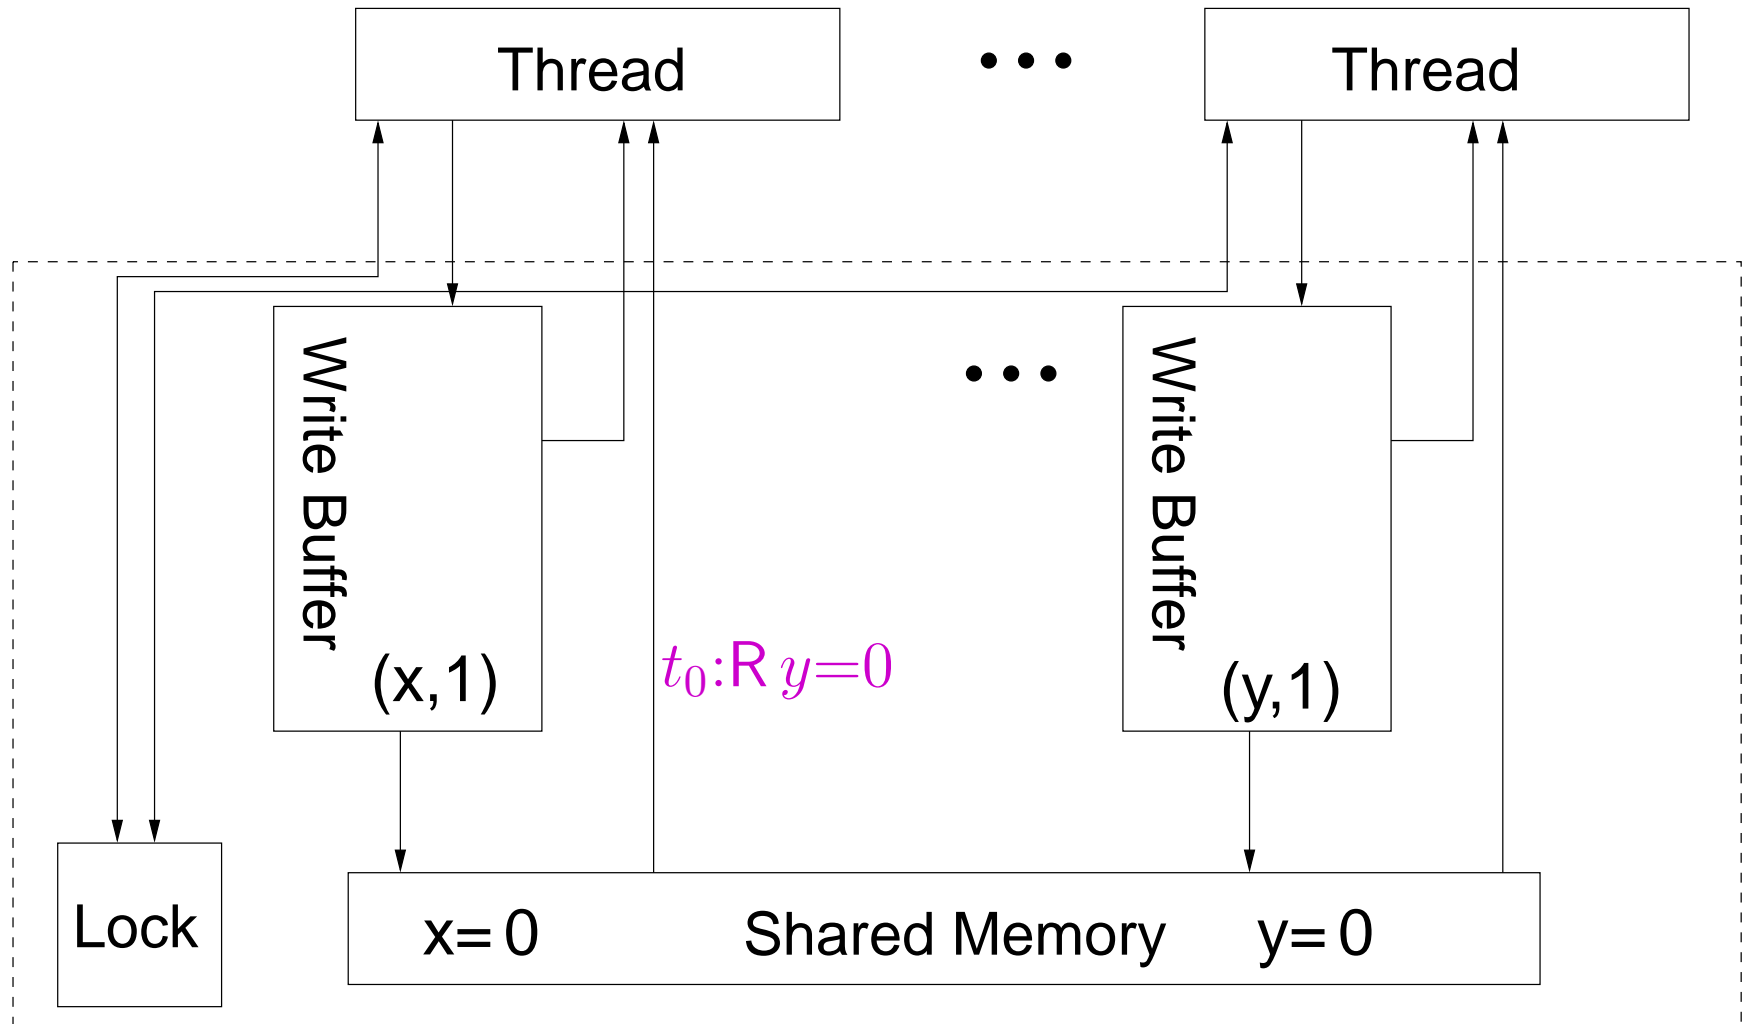 Thread
Thread
Write Buffer
Write Buffer
t₀:R y=0
(x,1)
(y,1)
Lock
x= 0
Shared Memory
y= 0